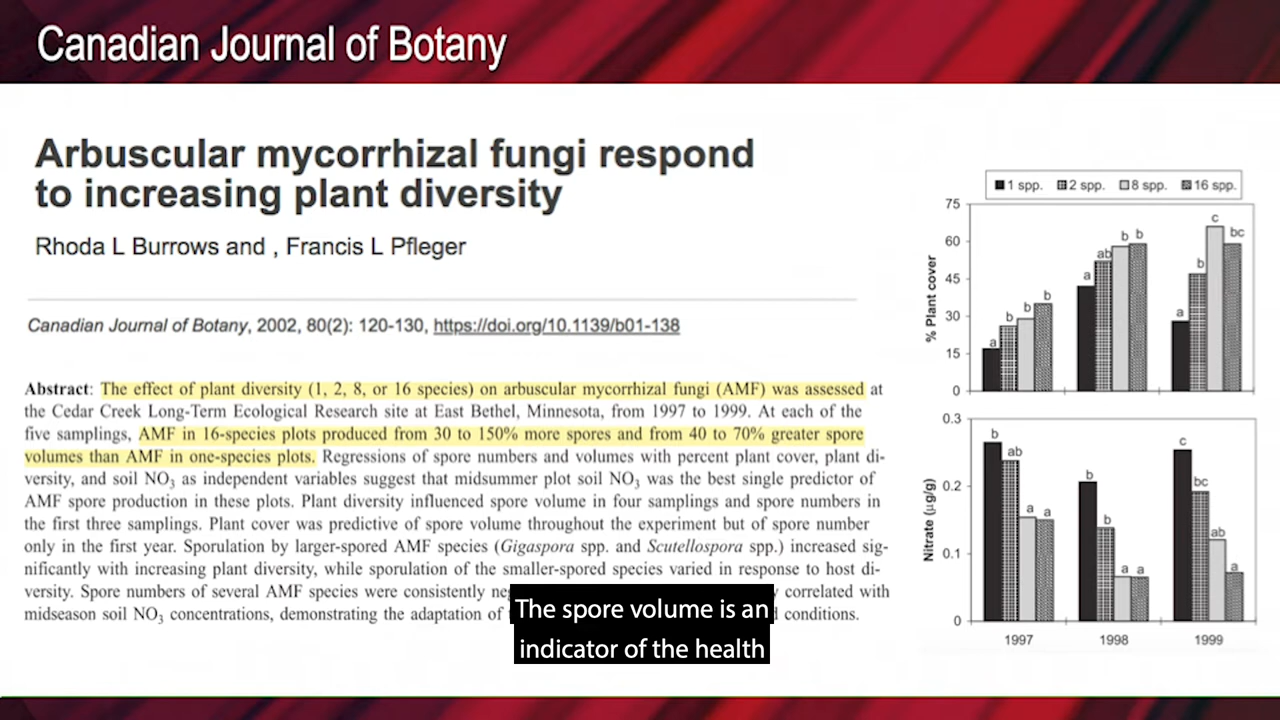 Canadian Journal of Botany
Arbuscular mycorrhizal fungi respond
to increasing plant diversity
Rhoda L Burrows and , Francis L Pfleger
Canadian Journal of Botany, 2002, 80(2): 120-130, https://doi.org/10.1139/b01-138
Abstract: The effect of plant diversity (1, 2, 8, or 16 species) on arbuscular mycorrhizal fungi (AMF) was assessed at
the Cedar Creek Long-Term Ecological Research site at East Bethel, Minnesota, from 1997 to 1999. At each of the
five samplings, AMF in 16-species plots produced from 30 to 150% more spores and from 40 to 70% greater spore
volumes than AMF in one-species plots. Regressions of spore numbers and volumes with percent plant cover, plant di-
versity, and soil NO3 as independent variables suggest that midsummer plot soil NO3 was the best single predictor of
AMF spore production in these plots. Plant diversity influenced spore volume in four samplings and spore numbers in
the first three samplings. Plant cover was predictive of spore volume throughout the experiment but of spore number
only in the first year. Sporulation by larger-spored AMF species (Gigaspora spp. and Scutellospora spp.) increased sig-
nificantly with increasing plant diversity, while sporulation of the smaller-spored species varied in response to host di-
versity. Spore numbers of several AMF species were consistently correlated with
midseason soil NO3 concentrations, demonstrating the adaptation of conditions.
The spore volume is an
indicator of the health
1 spp. 2 spp. 8 spp. 16 spp.
% Plant cover
75
60
45
30
15
0
a b b b
a ab b b
a b c bc
Nitrate (µg/g)
0.3
0.2
0.1
0
b ab a a
b b a a
c bc ab a
1997 1998 1999